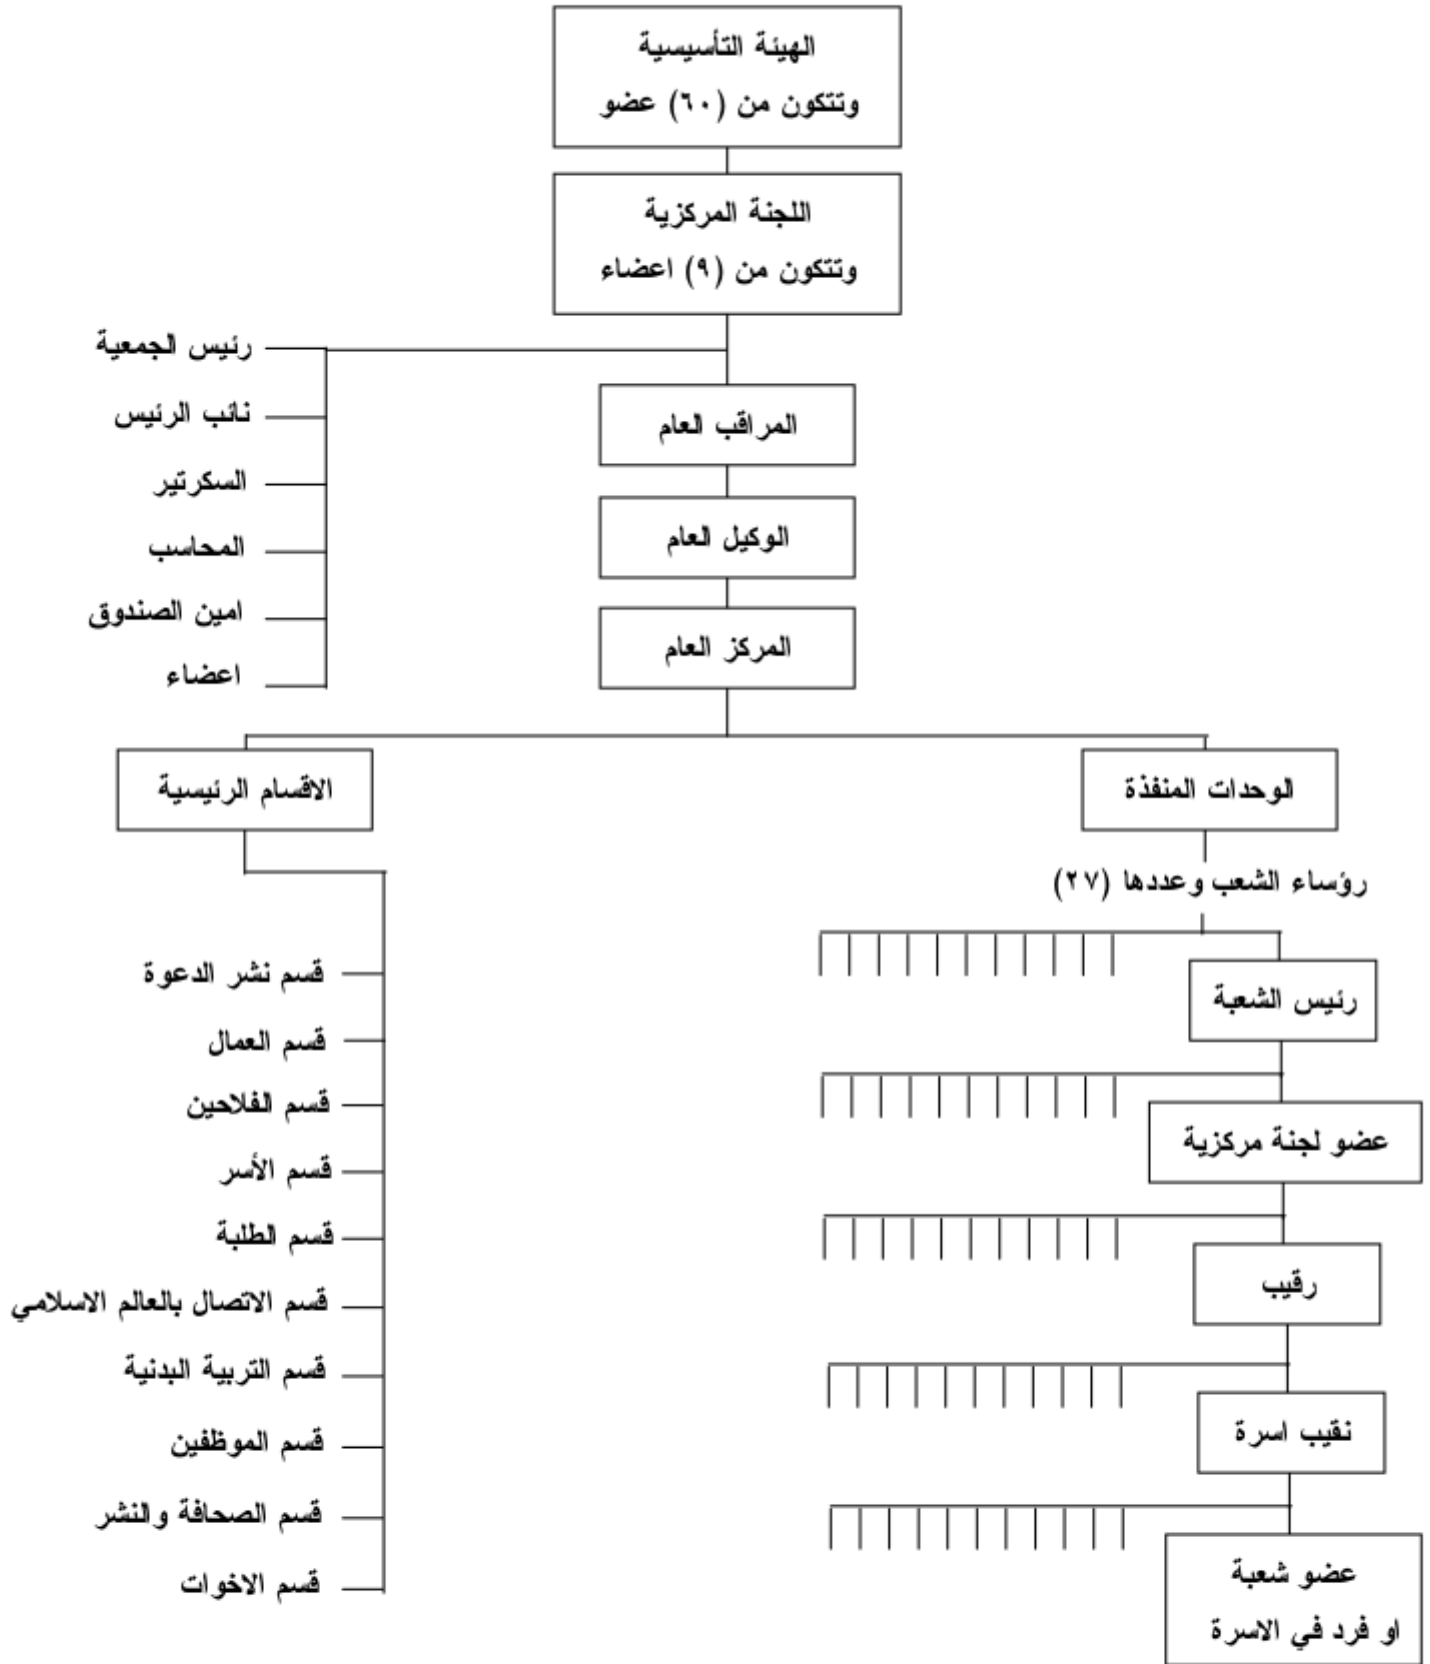 الهيئة التأسيسية
وتتكون من (٦٠) عضو
اللجنة المركزية
وتتكون من (٩) اعضاء
رئيس الجمعية
نائب الرئيس
السكرتير
المحاسب
امين الصندوق
اعضاء
المراقب العام
الوكيل العام
المركز العام
الوحدات المنفذة
رؤساء الشعب وعددها (٢٧)
رئيس الشعبة
عضو لجنة مركزية
رقيب
نقيب اسرة
عضو شعبة
او فرد في الاسرة
الاقسام الرئيسية
قسم نشر الدعوة
قسم العمال
قسم الفلاحين
قسم الأسر
قسم الطلبة
قسم الاتصال بالعالم الاسلامي
قسم التربية البدنية
قسم الموظفين
قسم الصحافة والنشر
قسم الاخوات